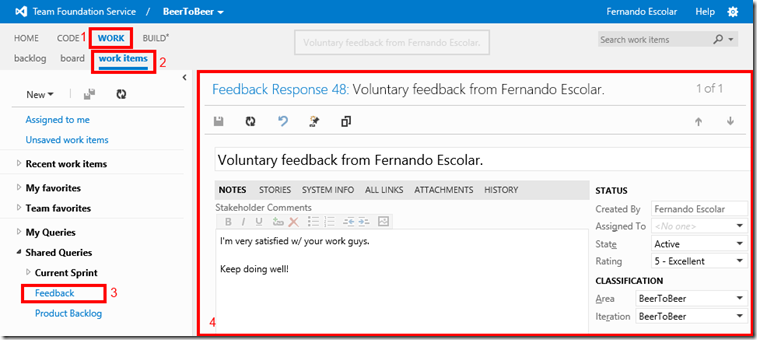 Team Foundation Service / BeerToBeer Fernando Escolar Help
HOME CODE 1 WORK BUILD*
Voluntary feedback from Fernando Escolar.
Search work items
backlog board work items 2
New
Assigned to me
Unsaved work items
Recent work items
My favorites
Team favorites
My Queries
Shared Queries
Current Sprint
Feedback 3
Product Backlog
Feedback Response 48: Voluntary feedback from Fernando Escolar. 1 of 1
Voluntary feedback from Fernando Escolar.
NOTES STORIES SYSTEM INFO ALL LINKS ATTACHMENTS HISTORY
Stakeholder Comments
B I U
I'm very satisfied w/ your work guys.
Keep doing well!
4
STATUS
Created By Fernando Escolar
Assigned To <No one>
State Active
Rating 5 - Excellent
CLASSIFICATION
Area BeerToBeer
Iteration BeerToBeer